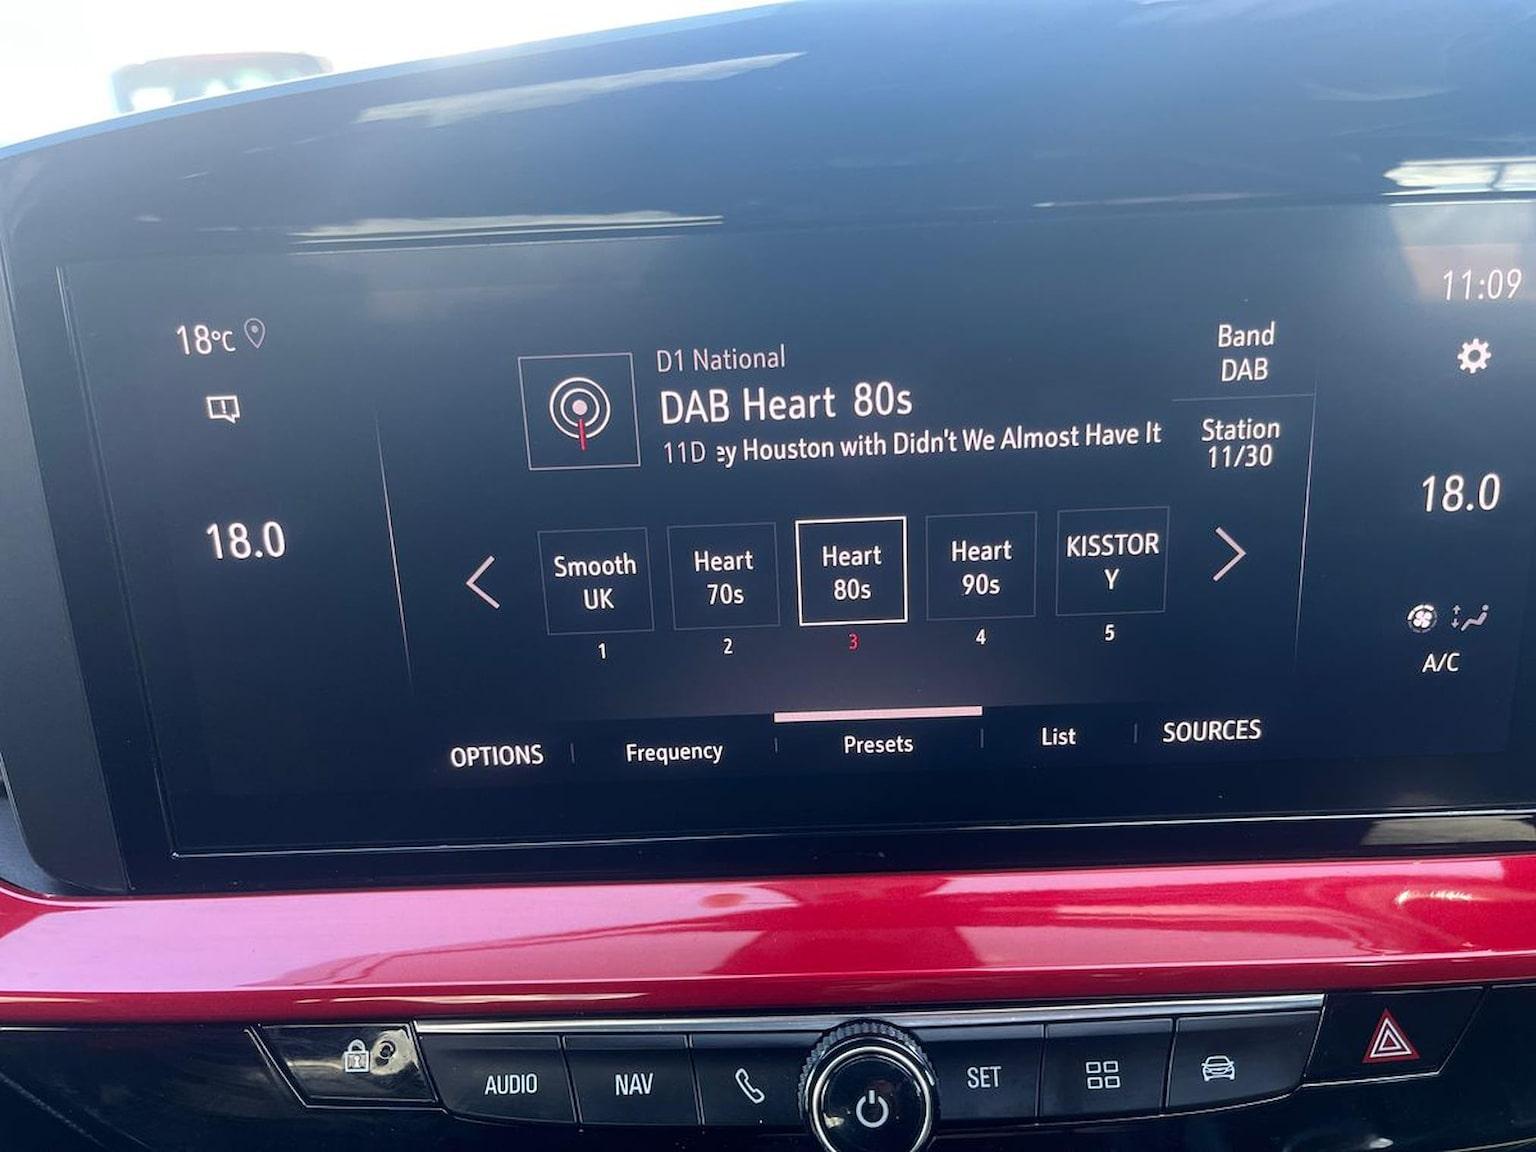 18°C
11:09
D1 National
DAB Heart 80s
11D ey Houston with Didn't We Almost Have It
Band
DAB
Station
11/30
18.0
18.0
Smooth
UK
1
Heart
70s
2
Heart
80s
3
Heart
90s
4
KISSTOR
Y
5
A/C
OPTIONS
Frequency
Presets
List
SOURCES
AUDIO
NAV
SET